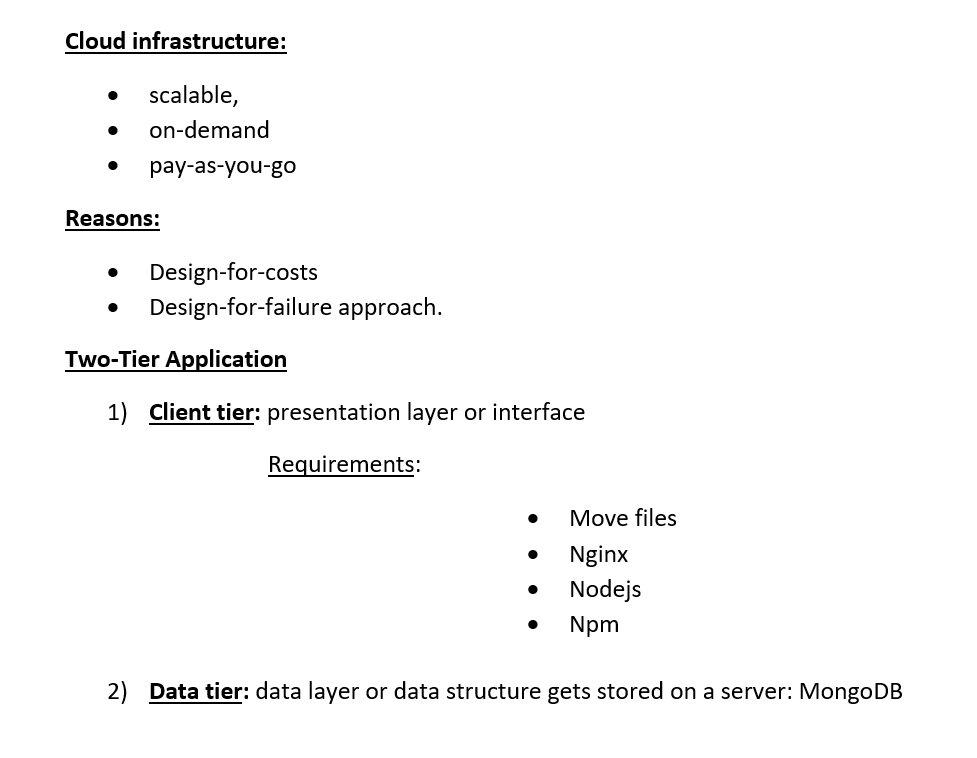 Cloud infrastructure:
• scalable,
• on-demand
• pay-as-you-go
Reasons:
• Design-for-costs
• Design-for-failure approach.
Two-Tier Application
1) Client tier: presentation layer or interface
Requirements:
• Move files
• Nginx
• Nodejs
• Npm
2) Data tier: data layer or data structure gets stored on a server: MongoDB